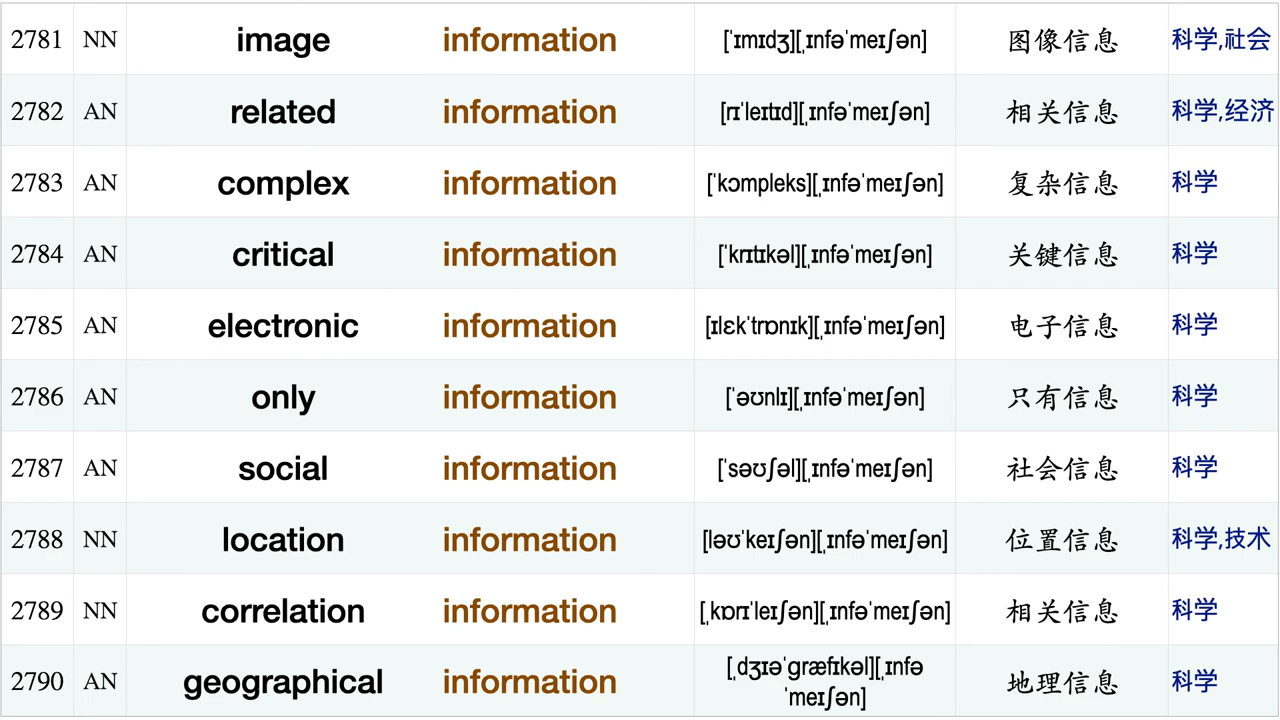 2781 NN image information [ˈɪmɪdʒ][ˌɪnfəˈmeɪʃən] 图像信息 科学,社会
2782 AN related information [rɪˈleɪtɪd][ˌɪnfəˈmeɪʃən] 相关信息 科学,经济
2783 AN complex information [ˈkɔmpleks][ˌɪnfəˈmeɪʃən] 复杂信息 科学
2784 AN critical information [ˈkrɪtɪkəl][ˌɪnfəˈmeɪʃən] 关键信息 科学
2785 AN electronic information [ɪlɛkˈtrɒnɪk][ˌɪnfəˈmeɪʃən] 电子信息 科学
2786 AN only information [ˈəʊnlɪ][ˌɪnfəˈmeɪʃən] 只有信息 科学
2787 AN social information [ˈsəʊʃəl][ˌɪnfəˈmeɪʃən] 社会信息 科学
2788 NN location information [ləʊˈkeɪʃən][ˌɪnfəˈmeɪʃən] 位置信息 科学,技术
2789 NN correlation information [ˌkɒrɪˈleɪʃən][ˌɪnfəˈmeɪʃən] 相关信息 科学
2790 AN geographical information [ˌdʒɪəˈɡræfɪkəl][ˌɪnfə
ˈmeɪʃən] 地理信息 科学